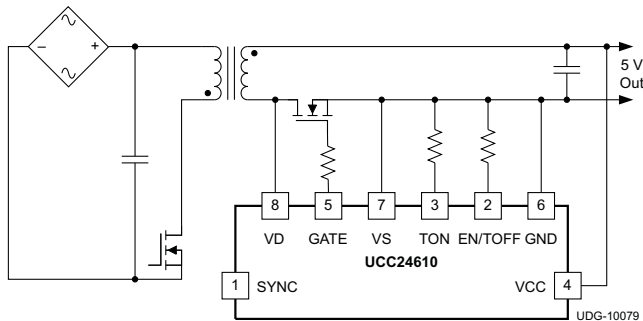 − +
5 V
Out
8 5 7 3 2 6
VD GATE VS TON EN/TOFF GND
UCC24610
1 SYNC VCC 4
UDG-10079